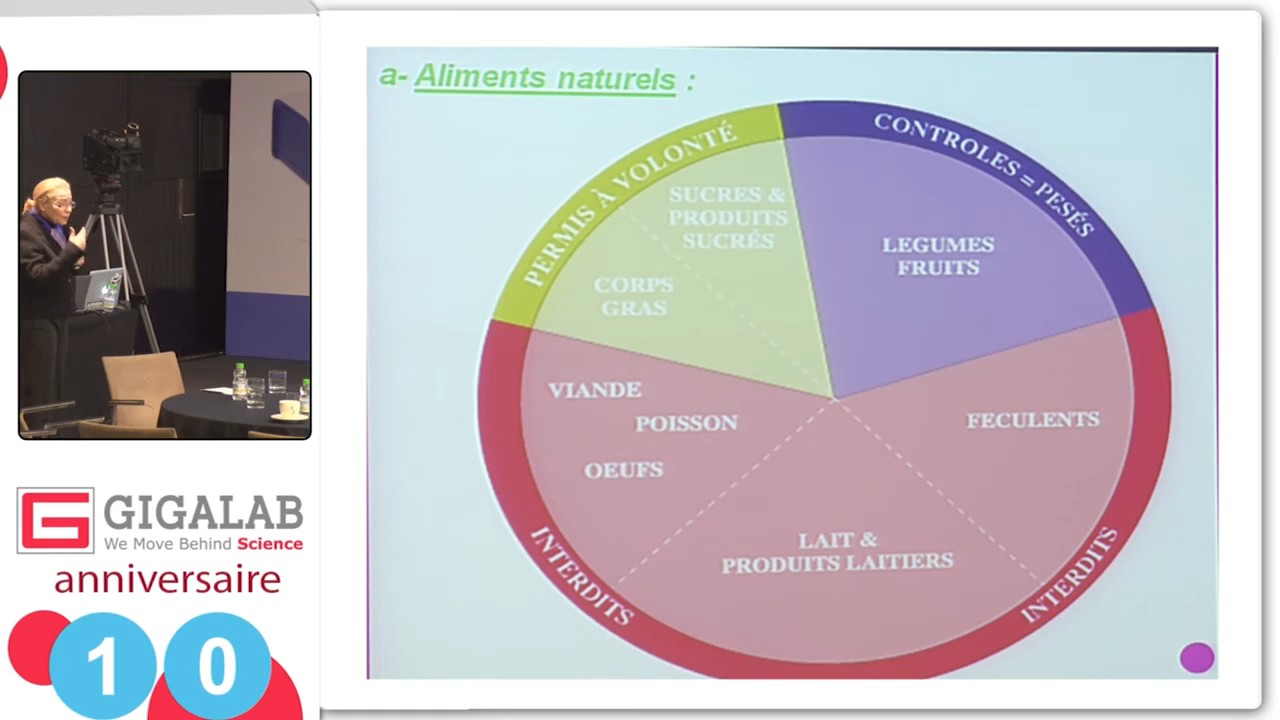 a- Aliments naturels :
PERMIS À VOLONTÉ
CONTROLES = PESÉS
SUCRES &
PRODUITS
SUCRÉS
LEGUMES
FRUITS
CORPS
GRAS
VIANDE
POISSON
OEUFS
FECULENTS
LAIT &
PRODUITS LAITIERS
INTERDITS
INTERDITS
GIGALAB
We Move Behind Science
anniversaire
10